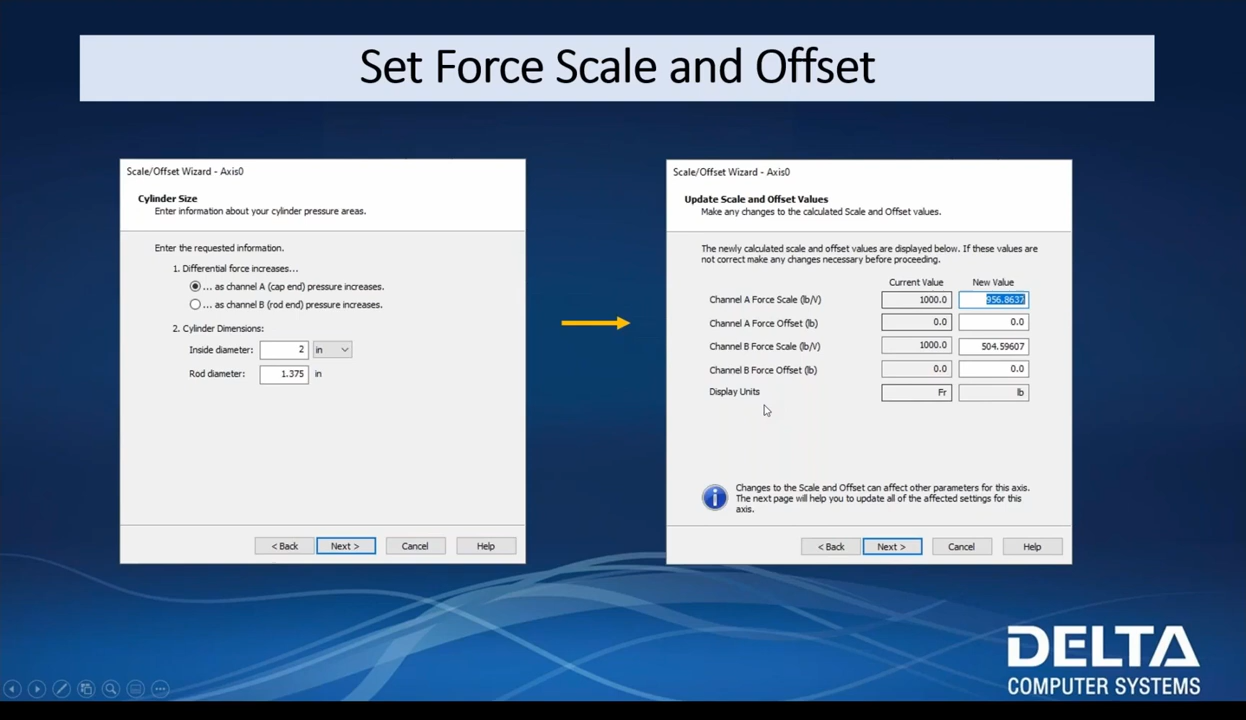 Set Force Scale and Offset
Scale/Offset Wizard - Axis0
Cylinder Size
Enter information about your cylinder pressure areas.
Enter the requested information.
1. Differential force increases...
... as channel A (cap end) pressure increases.
... as channel B (rod end) pressure increases.
2. Cylinder Dimensions:
Inside diameter: 2 in
Rod diameter: 1.375 in
< Back Next > Cancel Help
Scale/Offset Wizard - Axis0
Update Scale and Offset Values
Make any changes to the calculated Scale and Offset values.
The newly calculated scale and offset values are displayed below. If these values are
not correct make any changes necessary before proceeding.
Current Value New Value
Channel A Force Scale (lb/V) 1000.0 956.8637
Channel A Force Offset (lb) 0.0 0.0
Channel B Force Scale (lb/V) 1000.0 504.59607
Channel B Force Offset (lb) 0.0 0.0
Display Units Fr lb
Changes to the Scale and Offset can affect other parameters for this axis.
The next page will help you to update all of the affected settings for this
axis.
< Back Next > Cancel Help
DELTA
COMPUTER SYSTEMS